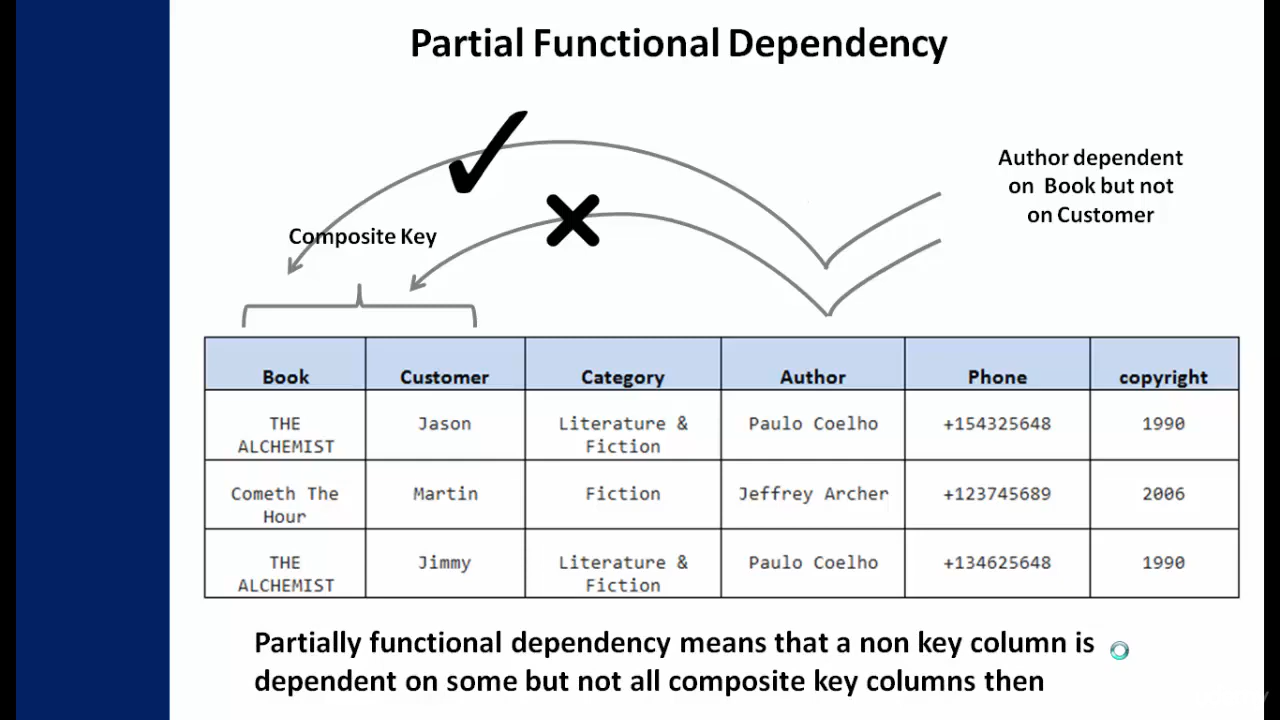 Partial Functional Dependency
Author dependent
on Book but not
on Customer
Composite Key
Book Customer Category Author Phone copyright
THE ALCHEMIST Jason Literature & Fiction Paulo Coelho +154325648 1990
Cometh The Hour Martin Fiction Jeffrey Archer +123745689 2006
THE ALCHEMIST Jimmy Literature & Fiction Paulo Coelho +134625648 1990
Partially functional dependency means that a non key column is
dependent on some but not all composite key columns then